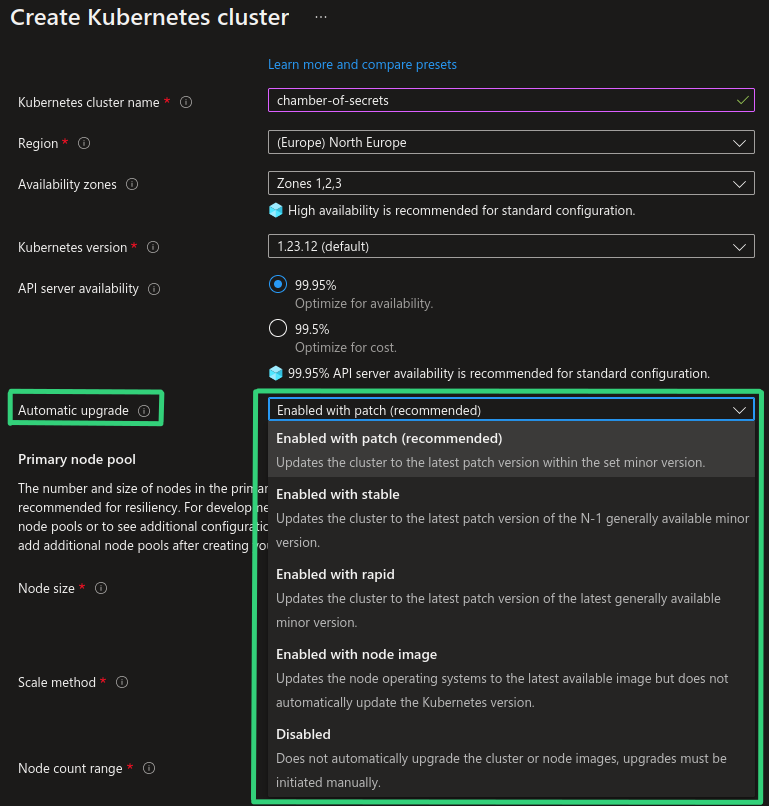 Create Kubernetes cluster ...
Learn more and compare presets
Kubernetes cluster name *
chamber-of-secrets
Region *
(Europe) North Europe
Availability zones
Zones 1,2,3
High availability is recommended for standard configuration.
Kubernetes version *
1.23.12 (default)
API server availability
99.95%
Optimize for availability.
99.5%
Optimize for cost.
99.95% API server availability is recommended for standard configuration.
Automatic upgrade
Enabled with patch (recommended)
Enabled with patch (recommended)
Updates the cluster to the latest patch version within the set minor version.
Enabled with stable
Updates the cluster to the latest patch version of the N-1 generally available minor
version.
Enabled with rapid
Updates the cluster to the latest patch version of the latest generally available
minor version.
Enabled with node image
Updates the node operating systems to the latest available image but does not
automatically update the Kubernetes version.
Disabled
Does not automatically upgrade the cluster or node images, upgrades must be
initiated manually.
Primary node pool
The number and size of nodes in the
recommended for resiliency. For
node pools or to see additional
add additional node pools after creating
Node size *
Scale method *
Node count range *